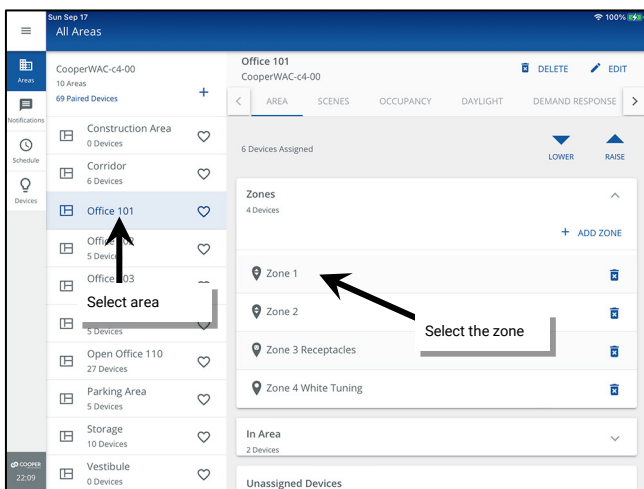 Sun Sep 17
100%
All Areas
Areas
Notifications
Schedule
Devices
COOPER
22:09
CooperWAC-c4-00
10 Areas
69 Paired Devices
+
Construction Area
0 Devices
Corridor
6 Devices
Office 101
Office
5 Devices
Office
Select area
5 Devices
Open Office 110
27 Devices
Parking Area
5 Devices
Storage
10 Devices
Vestibule
0 Devices
Office 101
CooperWAC-c4-00
DELETE
EDIT
AREA SCENES OCCUPANCY DAYLIGHT DEMAND RESPONSE
6 Devices Assigned
LOWER
RAISE
Zones
4 Devices
+ ADD ZONE
Zone 1
Zone 2
Select the zone
Zone 3 Receptacles
Zone 4 White Tuning
In Area
2 Devices
Unassigned Devices